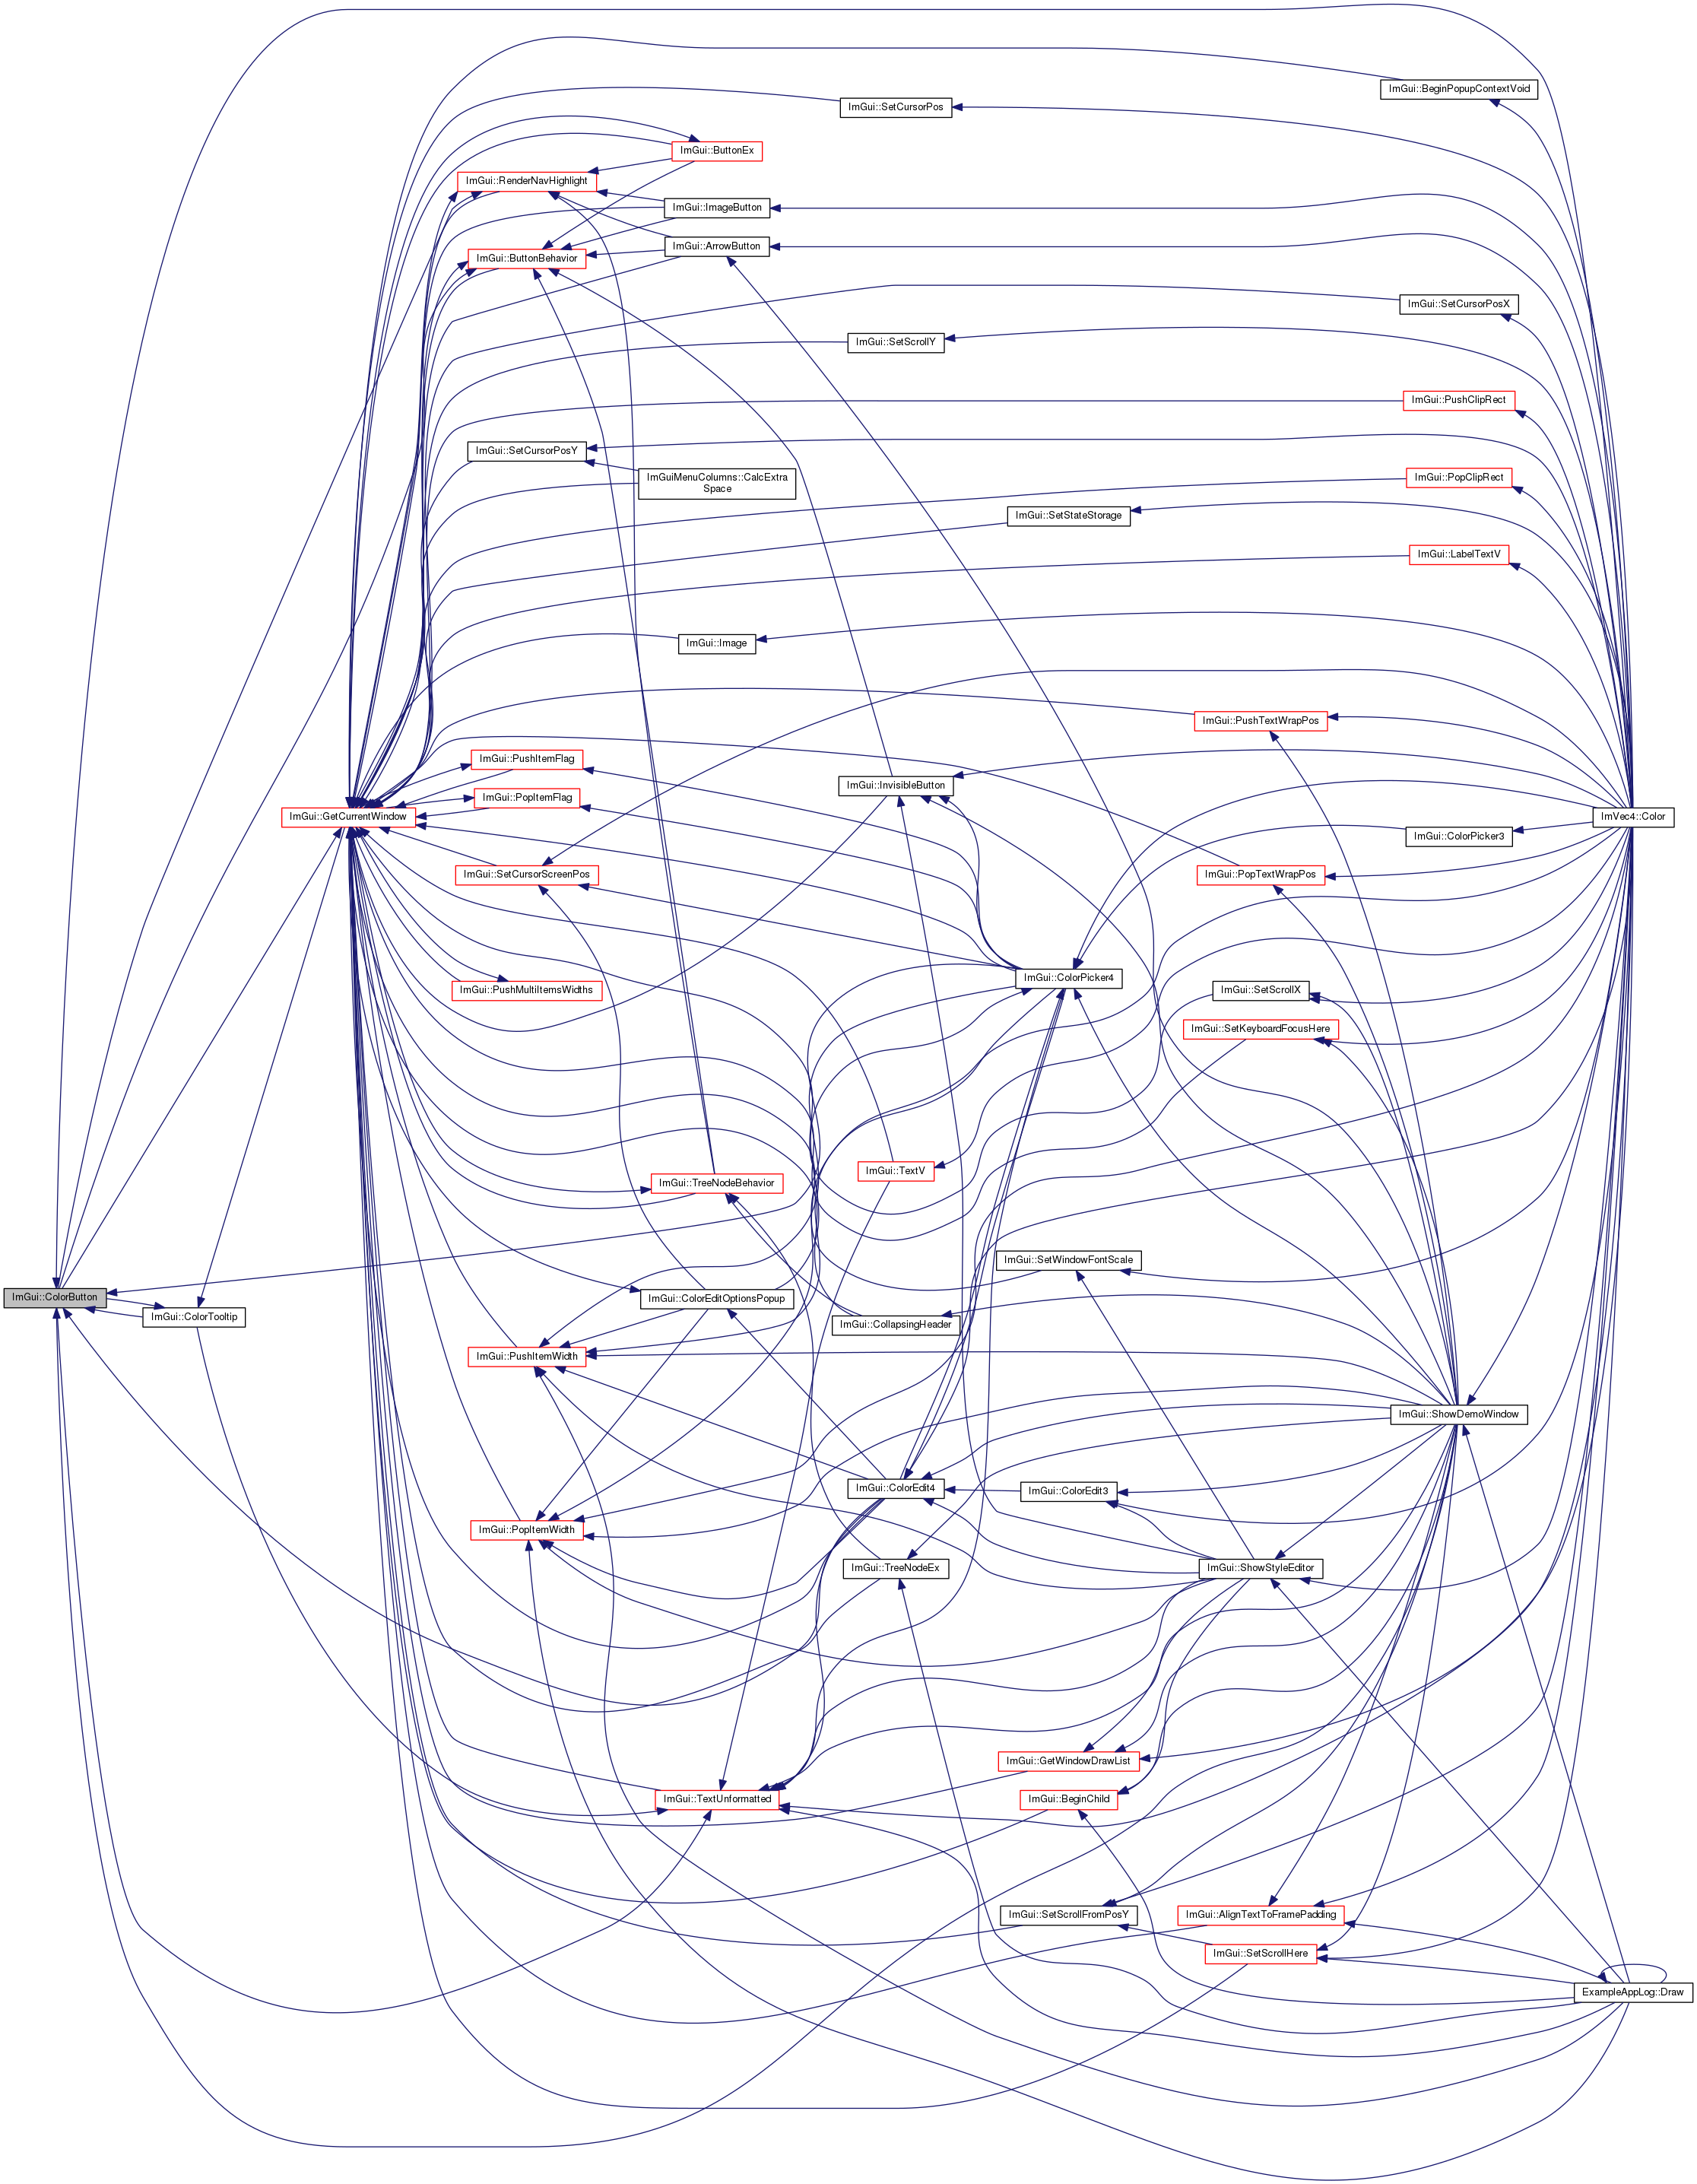 ImGui::BeginPopupContextVoid
ImGui::SetCursorPos
ImGui::ButtonEx
ImGui::RenderNavHighlight
ImGui::ImageButton
ImGui::ArrowButton
ImGui::ButtonBehavior
ImGui::SetCursorPosX
ImGui::SetScrollY
ImGui::PushClipRect
ImGui::SetCursorPosY
ImGuiMenuColumns::CalcExtra
Space
ImGui::PopClipRect
ImGui::SetStateStorage
ImGui::LabelTextV
ImGui::Image
ImGui::PushTextWrapPos
ImGui::PushItemFlag
ImGui::InvisibleButton
ImGui::PopItemFlag
ImGui::GetCurrentWindow
ImVec4::Color
ImGui::ColorPicker3
ImGui::SetCursorScreenPos
ImGui::PopTextWrapPos
ImGui::ColorPicker4
ImGui::PushMultiItemsWidths
ImGui::SetScrollX
ImGui::SetKeyboardFocusHere
ImGui::TextV
ImGui::TreeNodeBehavior
ImGui::SetWindowFontScale
ImGui::ColorButton
ImGui::ColorEditOptionsPopup
ImGui::ColorTooltip
ImGui::CollapsingHeader
ImGui::PushItemWidth
ImGui::ShowDemoWindow
ImGui::ColorEdit4
ImGui::ColorEdit3
ImGui::PopItemWidth
ImGui::TreeNodeEx
ImGui::ShowStyleEditor
ImGui::GetWindowDrawList
ImGui::TextUnformatted
ImGui::BeginChild
ImGui::SetScrollFromPosY
ImGui::AlignTextToFramePadding
ImGui::SetScrollHere
ExampleAppLog::Draw